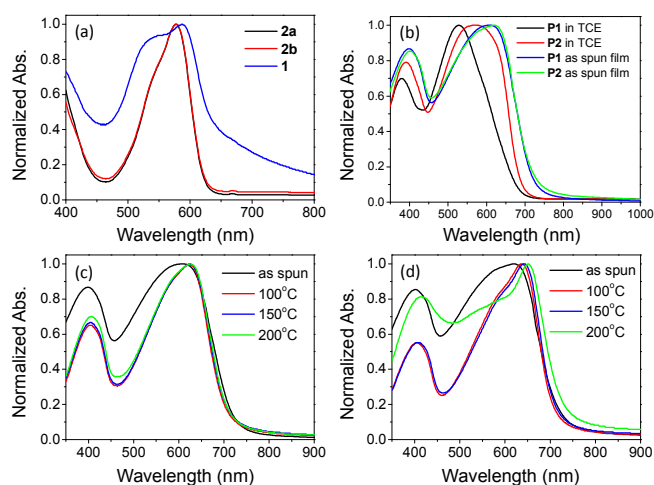 (a)
2a
2b
1
Normalized Abs.
1.0
0.8
0.6
0.4
0.2
0.0
400 500 600 700 800
Wavelength (nm)
(b)
P1 in TCE
P2 in TCE
P1 as spun film
P2 as spun film
Normalized Abs.
1.0
0.8
0.6
0.4
0.2
0.0
400 500 600 700 800 900 1000
Wavelength (nm)
(c)
as spun
100°C
150°C
200°C
Normalized Abs.
1.0
0.8
0.6
0.4
0.2
0.0
400 500 600 700 800 900
Wavelength (nm)
(d)
as spun
100°C
150°C
200°C
Normalized Abs.
1.0
0.8
0.6
0.4
0.2
0.0
400 500 600 700 800 900
Wavelength (nm)